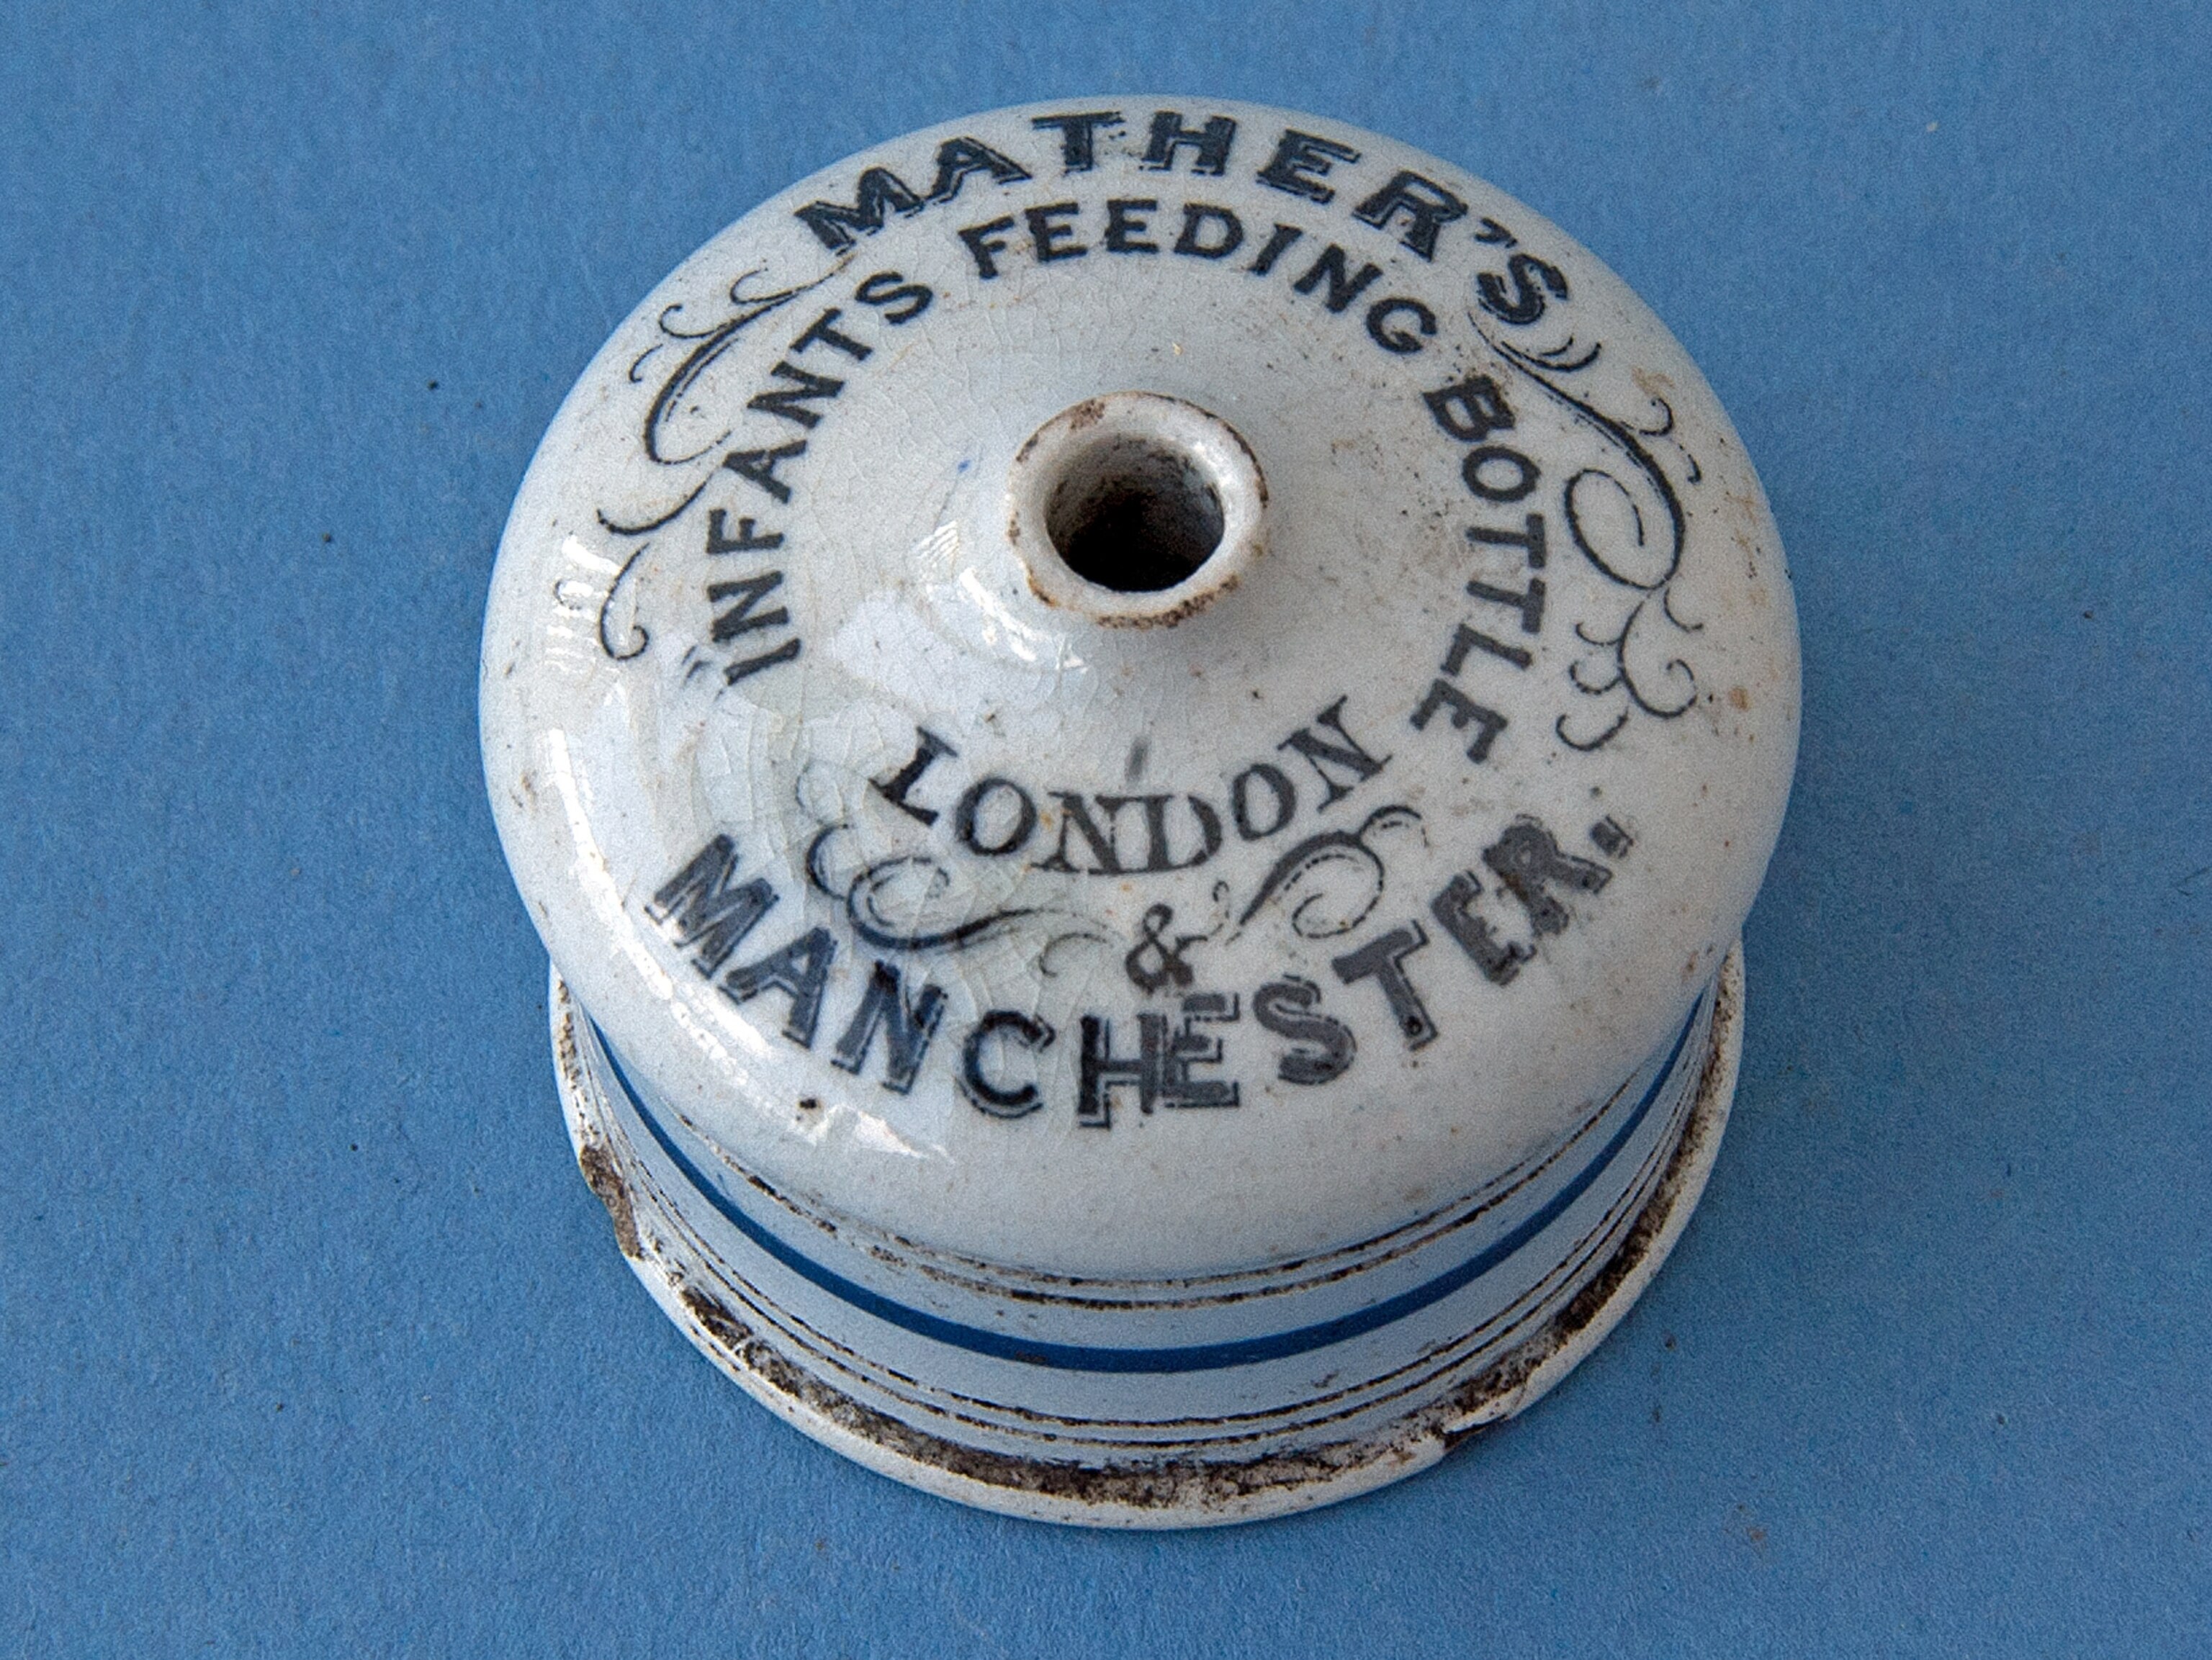 MATHER'S
INFANTS FEEDING BOTTLE
LONDON
&
MANCHESTER.